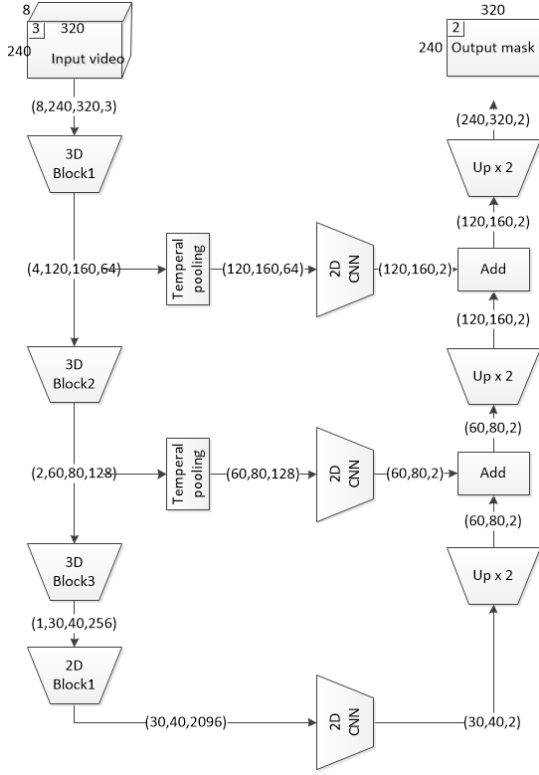 8
3 320
240 Input video
(8,240,320,3)
3D
Block1
(4,120,160,64)
Temperal
pooling
(120,160,64)
2D
CNN
(120,160,2)
3D
Block2
(2,60,80,128)
Temperal
pooling
(60,80,128)
2D
CNN
(60,80,2)
3D
Block3
(1,30,40,256)
2D
Block1
(30,40,2096)
2D
CNN
(30,40,2)
Up x 2
(60,80,2)
Add
(60,80,2)
Up x 2
(120,160,2)
Add
(120,160,2)
Up x 2
(240,320,2)
320
2
240 Output mask